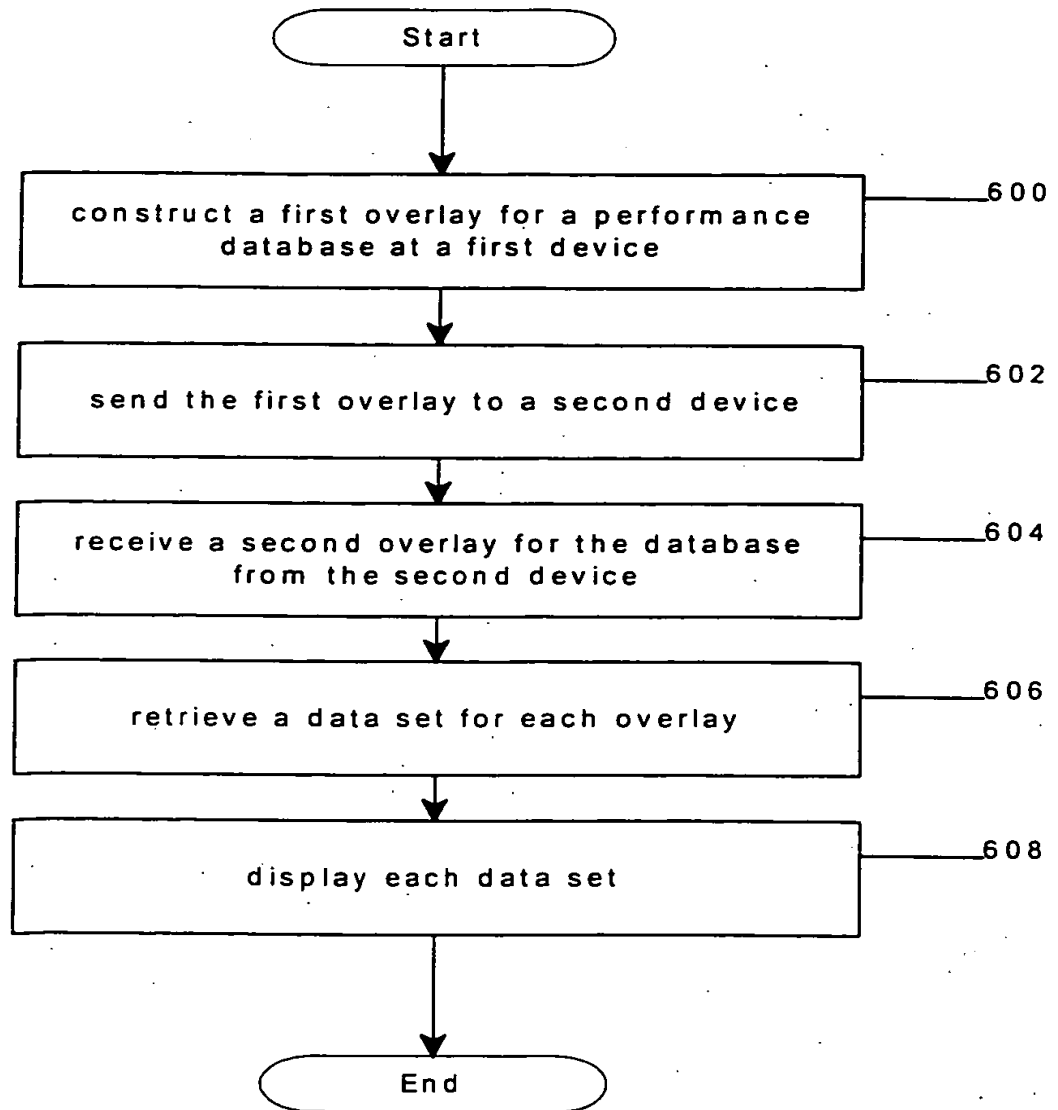 Start
construct a first overlay for a performance
database at a first device
600
send the first overlay to a second device
602
receive a second overlay for the database
from the second device
604
retrieve a data set for each overlay
606
display each data set
608
End